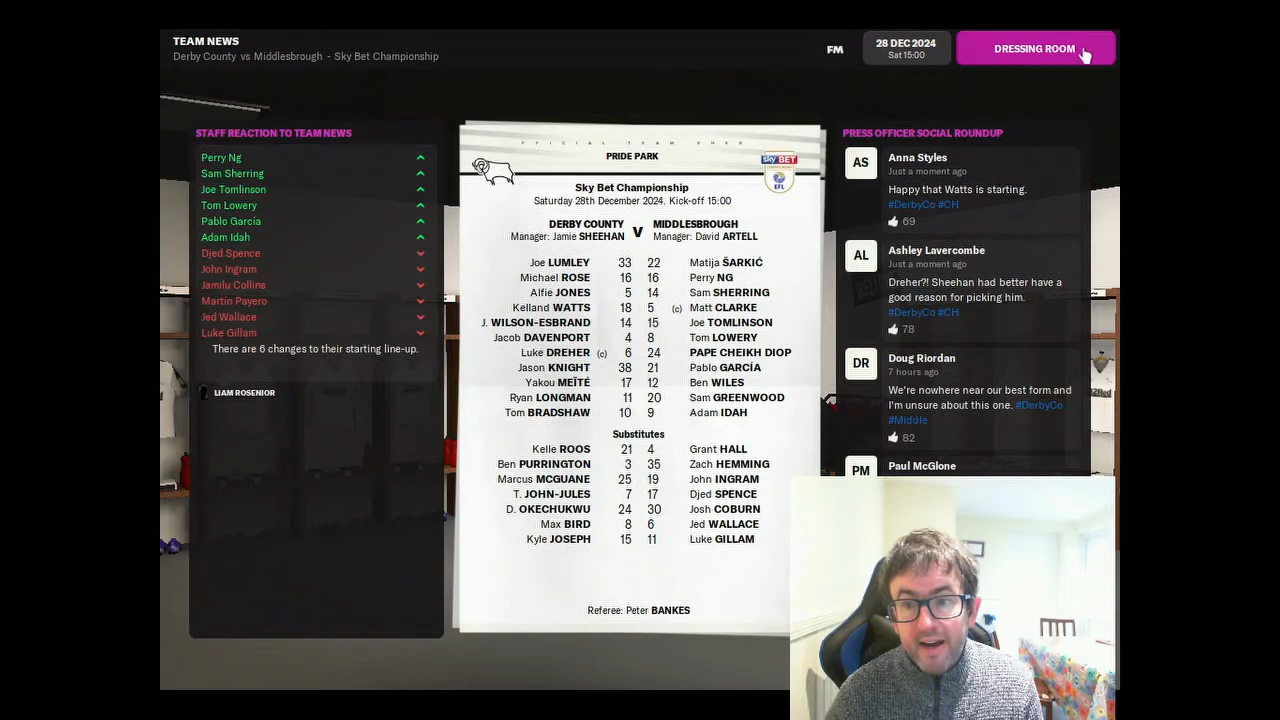 TEAM NEWS
Derby County vs Middlesbrough - Sky Bet Championship
FM
28 DEC 2024
Sat 15:00
DRESSING ROOM
STAFF REACTION TO TEAM NEWS
Perry Ng
Sam Sherring
Joe Tomlinson
Tom Lowery
Pablo García
Adam Idah
Djed Spence
John Ingram
Jamilu Collins
Martín Payero
Jed Wallace
Luke Gillam
There are 6 changes to their starting line-up.
LIAM ROSENIOR
OFFICIAL TEAM SHEET
PRIDE PARK
sky BET
EFL
Sky Bet Championship
Saturday 28th December 2024. Kick-off 15:00
DERBY COUNTY V MIDDLESBROUGH
Manager: Jamie SHEEHAN Manager: David ARTELL
Joe LUMLEY 33 22 Matija ŠARKIĆ
Michael ROSE 16 16 Perry NG
Alfie JONES 5 14 Sam SHERRING
Kelland WATTS 18 5 (c) Matt CLARKE
J. WILSON-ESBRAND 14 15 Joe TOMLINSON
Jacob DAVENPORT 4 8 Tom LOWERY
Luke DREHER (c) 6 24 PAPE CHEIKH DIOP
Jason KNIGHT 38 21 Pablo GARCÍA
Yakou MEÏTÉ 17 12 Ben WILES
Ryan LONGMAN 11 20 Sam GREENWOOD
Tom BRADSHAW 10 9 Adam IDAH
Substitutes
Kelle ROOS 21 4 Grant HALL
Ben PURRINGTON 3 35 Zach HEMMING
Marcus MCGUANE 25 19 John INGRAM
T. JOHN-JULES 7 17 Djed SPENCE
D. OKECHUKWU 24 30 Josh COBURN
Max BIRD 8 6 Jed WALLACE
Kyle JOSEPH 15 11 Luke GILLAM
Referee: Peter BANKES
PRESS OFFICER SOCIAL ROUNDUP
AS
Anna Styles
Just a moment ago
Happy that Watts is starting.
#DerbyCo #CH
69
AL
Ashley Lavercombe
Just a moment ago
Dreher?! Sheehan had better have a
good reason for picking him.
#DerbyCo #CH
78
DR
Doug Riordan
7 hours ago
We're nowhere near our best form and
I'm unsure about this one. #DerbyCo
#Middle
82
PM
Paul McGlone